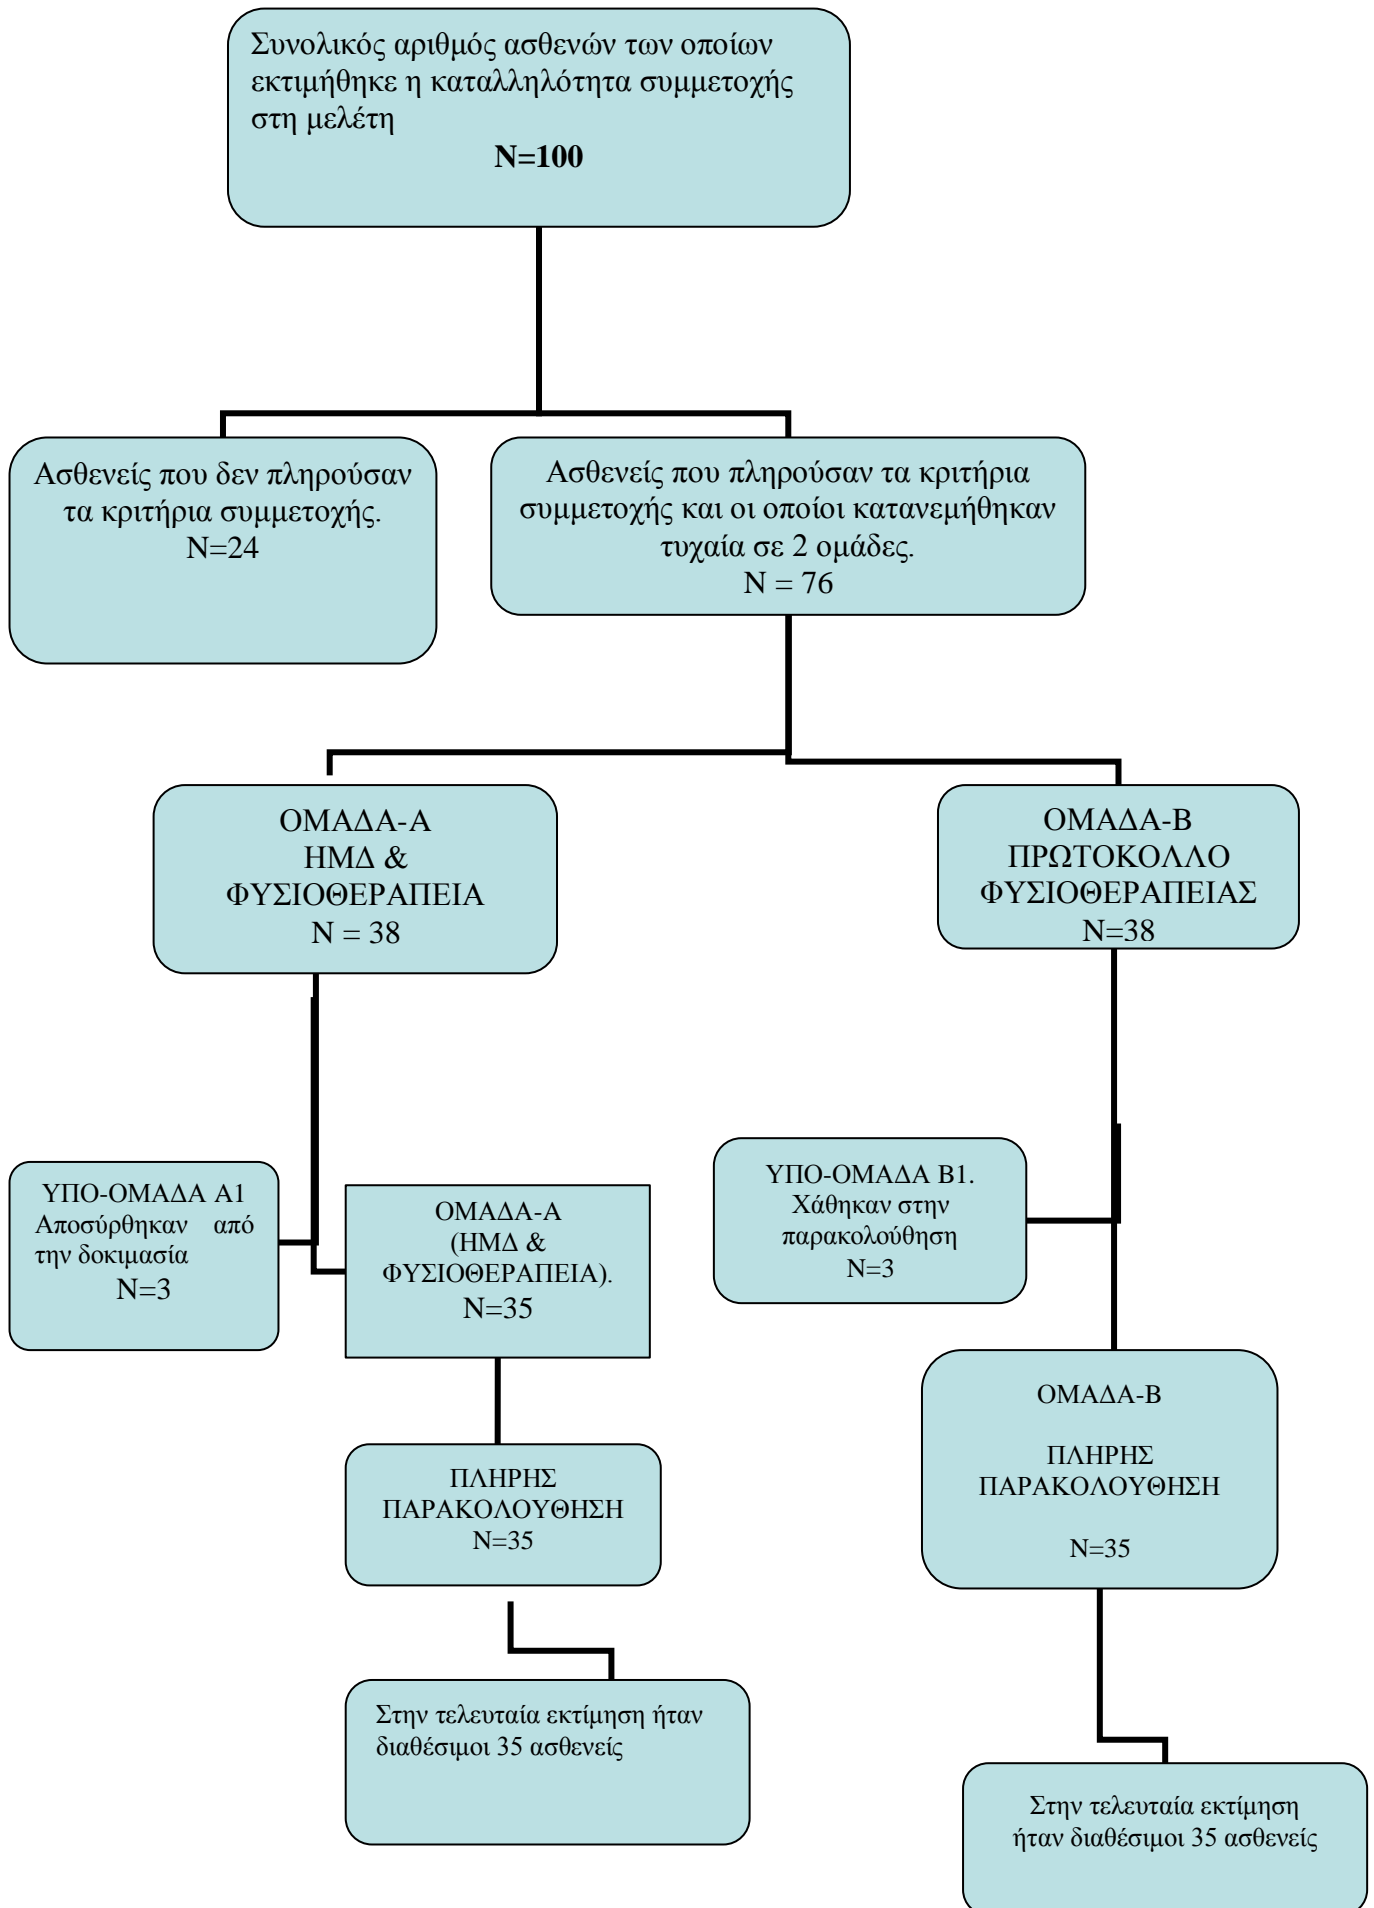 Συνολικός αριθμός ασθενών των οποίων
εκτιμήθηκε η καταλληλότητα συμμετοχής
στη μελέτη
N=100
Ασθενείς που δεν πληρούσαν
τα κριτήρια συμμετοχής.
N=24
Ασθενείς που πληρούσαν τα κριτήρια
συμμετοχής και οι οποίοι κατανεμήθηκαν
τυχαία σε 2 ομάδες.
N = 76
ΟΜΑΔΑ-Α
ΗΜΔ &
ΦΥΣΙΟΘΕΡΑΠΕΙΑ
N = 38
ΟΜΑΔΑ-Β
ΠΡΩΤΟΚΟΛΛΟ
ΦΥΣΙΟΘΕΡΑΠΕΙΑΣ
N=38
ΥΠΟ-ΟΜΑΔΑ Α1
Αποσύρθηκαν από
την δοκιμασία
N=3
ΟΜΑΔΑ-Α
(ΗΜΔ &
ΦΥΣΙΟΘΕΡΑΠΕΙΑ).
N=35
ΥΠΟ-ΟΜΑΔΑ Β1.
Χάθηκαν στην
παρακολούθηση
N=3
ΠΛΗΡΗΣ
ΠΑΡΑΚΟΛΟΥΘΗΣΗ
N=35
ΟΜΑΔΑ-Β
ΠΛΗΡΗΣ
ΠΑΡΑΚΟΛΟΥΘΗΣΗ
N=35
Στην τελευταία εκτίμηση ήταν
διαθέσιμοι 35 ασθενείς
Στην τελευταία εκτίμηση
ήταν διαθέσιμοι 35 ασθενείς